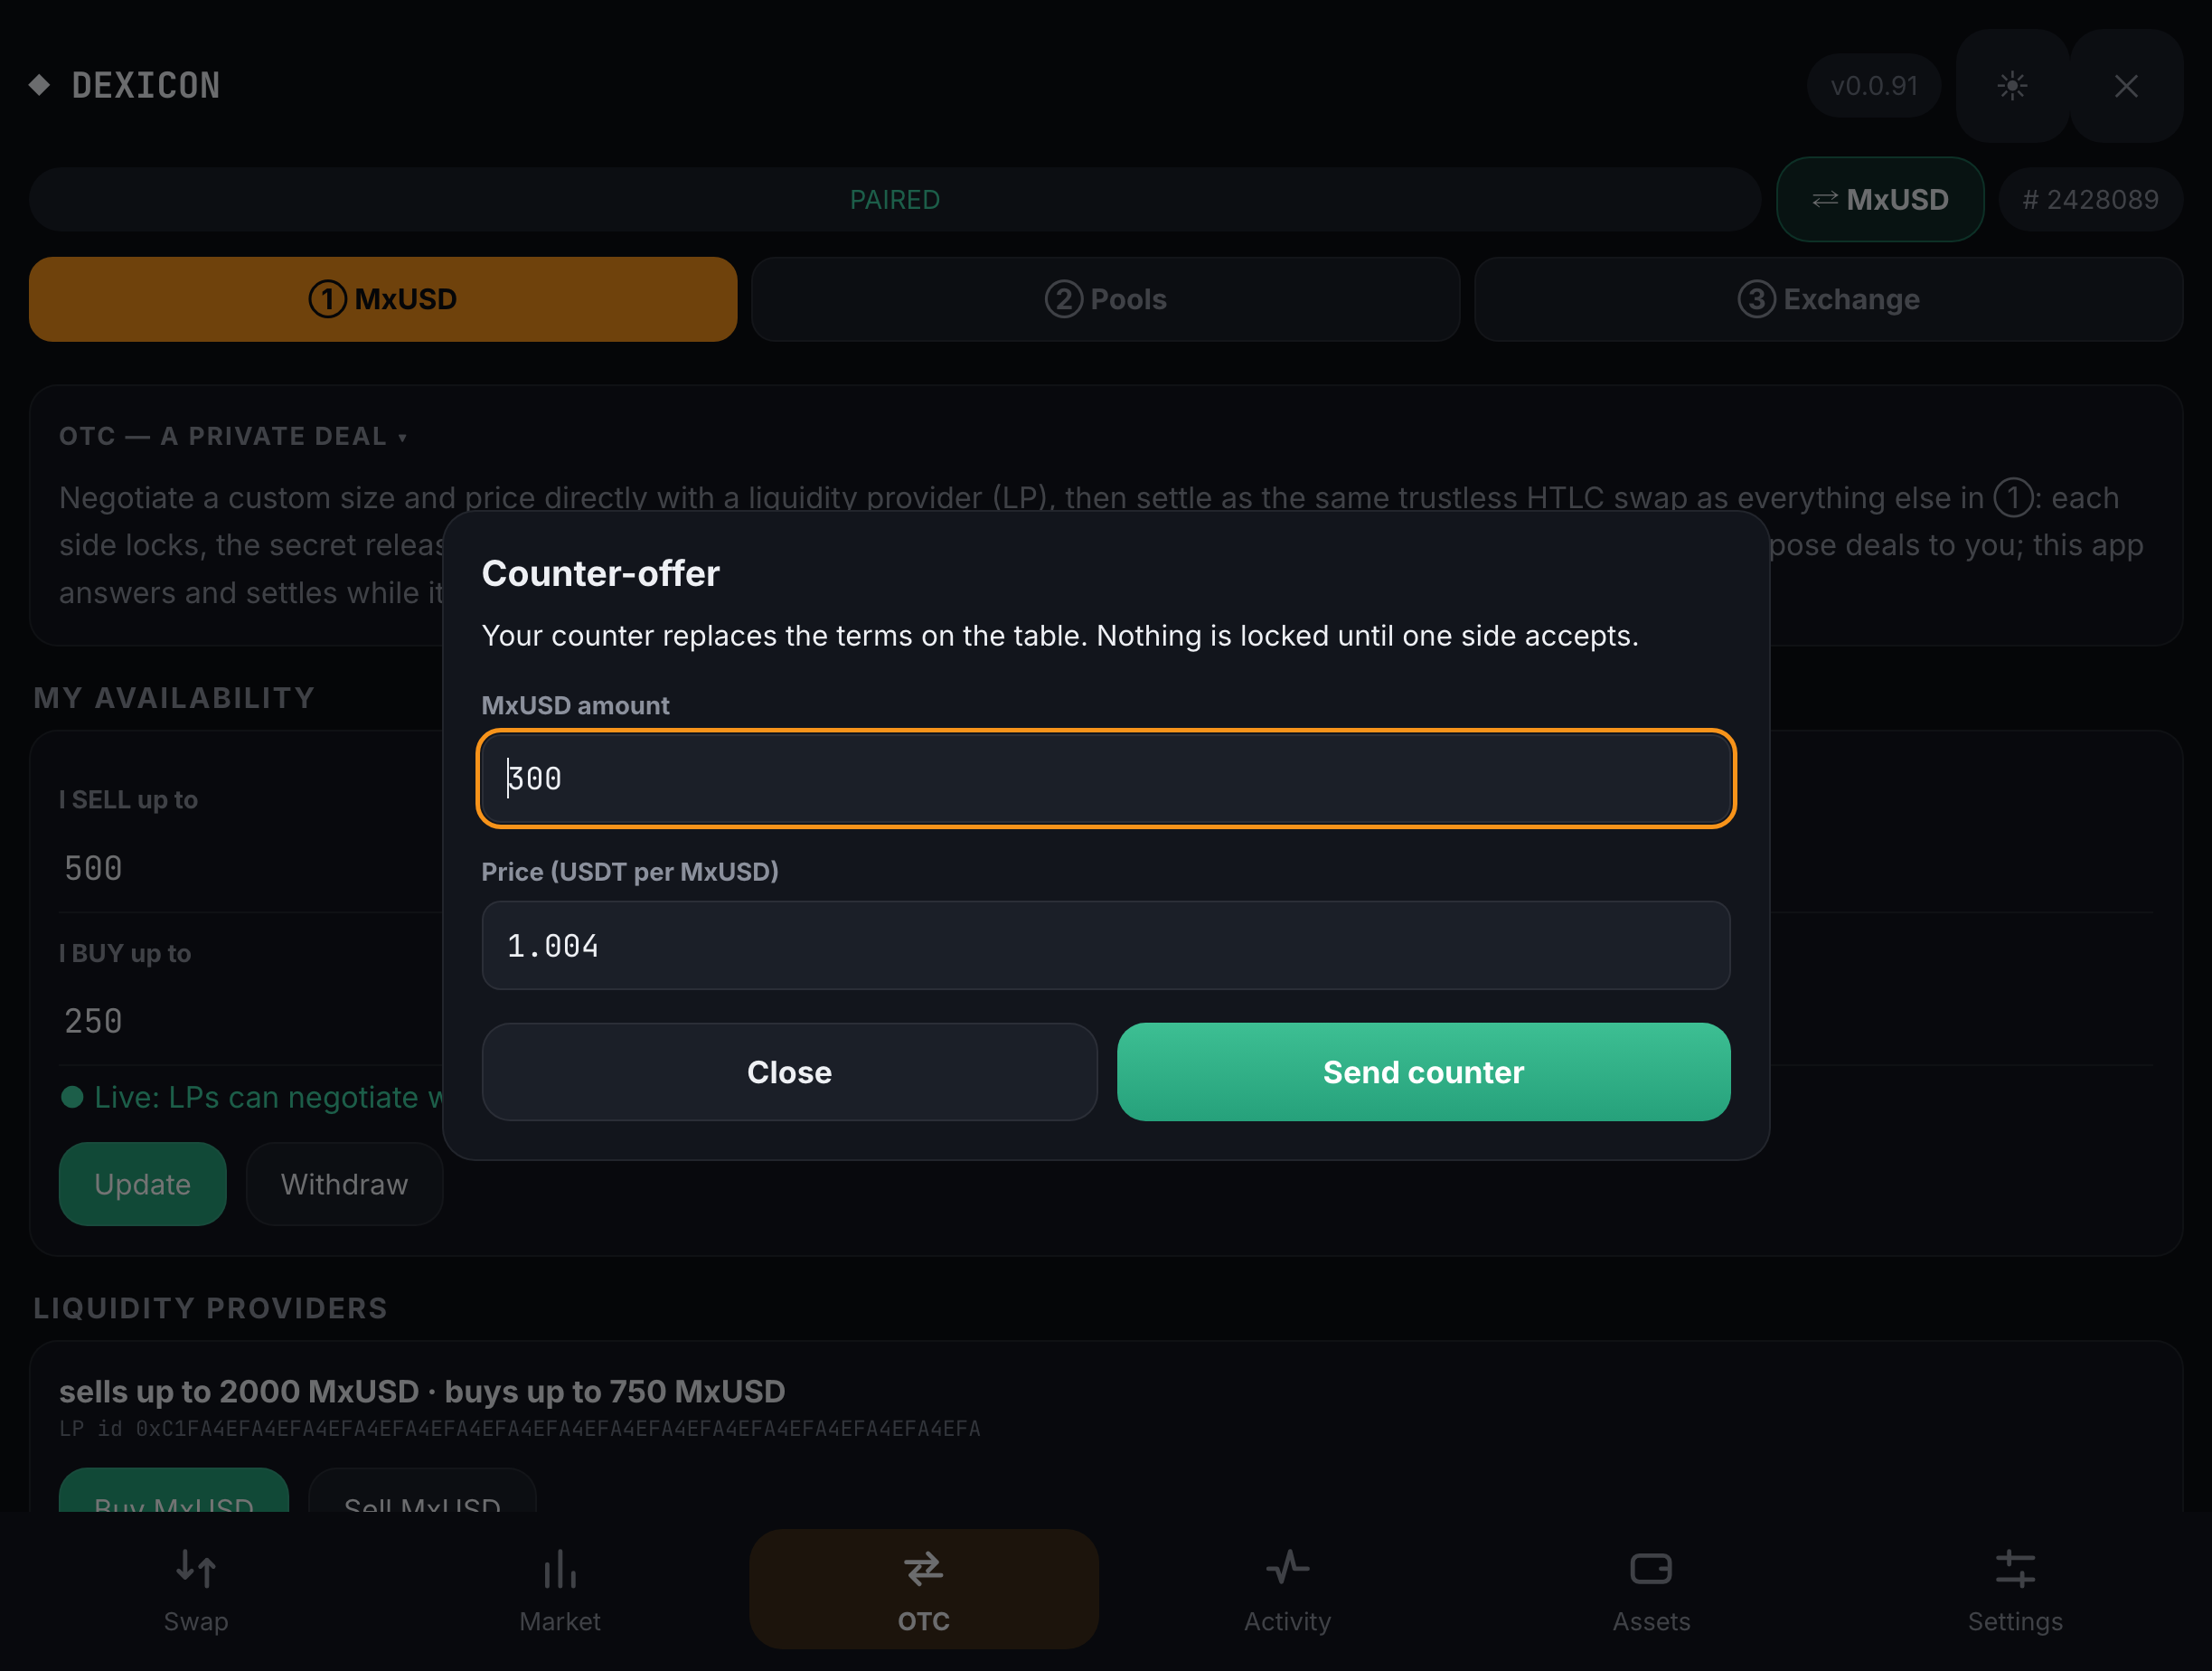 ◆ DEXICON
v0.0.91
PAIRED
⇄ MxUSD
# 2428089
① MxUSD
② Pools
③ Exchange
OTC — A PRIVATE DEAL ▾
Negotiate a custom size and price directly with a liquidity provider (LP), then settle as the same trustless HTLC swap as everything else in ①: each
side locks, the secret
pose deals to you; this app
answers and settles while
Counter-offer
Your counter replaces the terms on the table. Nothing is locked until one side accepts.
MxUSD amount
300
Price (USDT per MxUSD)
1.004
Close
Send counter
MY AVAILABILITY
I SELL up to
500
I BUY up to
250
Live: LPs can negotiate
Update
Withdraw
LIQUIDITY PROVIDERS
sells up to 2000 MxUSD · buys up to 750 MxUSD
LP id 0xC1FA4EFA4EFA4EFA4EFA4EFA4EFA4EFA4EFA4EFA4EFA4EFA4EFA4EFA4EFA4EFA
Buy MxUSD
Sell MxUSD
Swap
Market
OTC
Activity
Assets
Settings